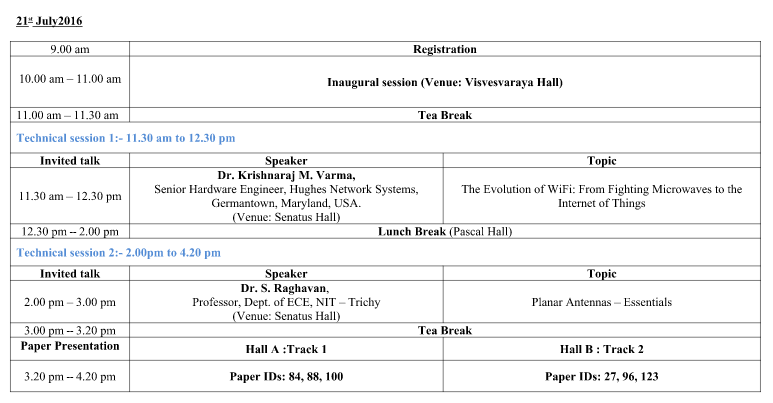 21st July2016
9.00 am Registration
10.00 am – 11.00 am Inaugural session (Venue: Visvesvaraya Hall)
11.00 am – 11.30 am Tea Break
Technical session 1:- 11.30 am to 12.30 pm
Invited talk Speaker Topic
11.30 am – 12.30 pm
Dr. Krishnaraj M. Varma,
Senior Hardware Engineer, Hughes Network Systems,
Germantown, Maryland, USA.
(Venue: Senatus Hall)
The Evolution of WiFi: From Fighting Microwaves to the
Internet of Things
12.30 pm – 2.00 pm Lunch Break (Pascal Hall)
Technical session 2:- 2.00pm to 4.20 pm
Invited talk Speaker Topic
2.00 pm – 3.00 pm
Dr. S. Raghavan,
Professor, Dept. of ECE, NIT – Trichy
(Venue: Senatus Hall)
Planar Antennas – Essentials
3.00 pm – 3.20 pm Tea Break
Paper Presentation Hall A :Track 1 Hall B : Track 2
3.20 pm – 4.20 pm Paper IDs: 84, 88, 100 Paper IDs: 27, 96, 123